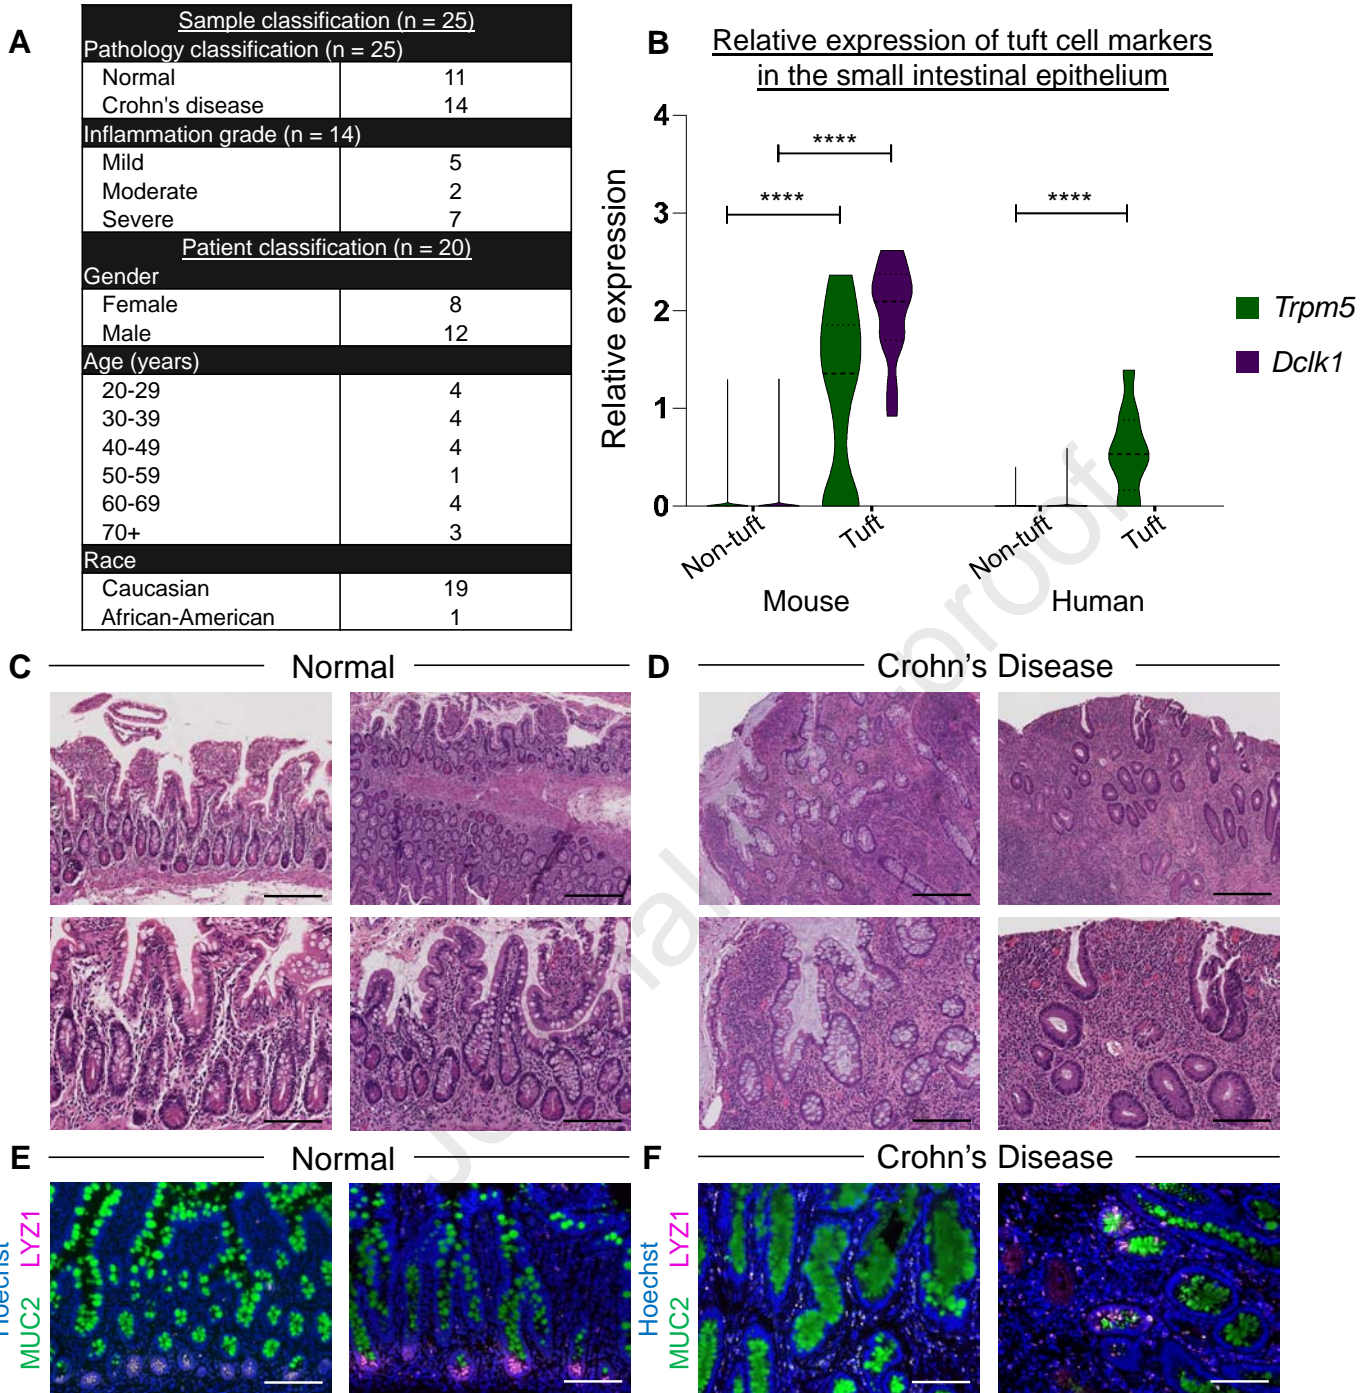 A
Sample classification (n = 25)
Pathology classification (n = 25)
Normal 11
Crohn's disease 14
Inflammation grade (n = 14)
Mild 5
Moderate 2
Severe 7
Patient classification (n = 20)
Gender
Female 8
Male 12
Age (years)
20-29 4
30-39 4
40-49 4
50-59 1
60-69 4
70+ 3
Race
Caucasian 19
African-American 1
B
Relative expression of tuft cell markers
in the small intestinal epithelium
Relative expression
4
3
2
1
0
****
****
****
Non-tuft
Tuft
Non-tuft
Tuft
Mouse
Human
Trpm5
Dclk1
C
Normal
D
Crohn's Disease
E
Normal
Hoechst
MUC2 LYZ1
F
Crohn's Disease
Hoechst
MUC2 LYZ1